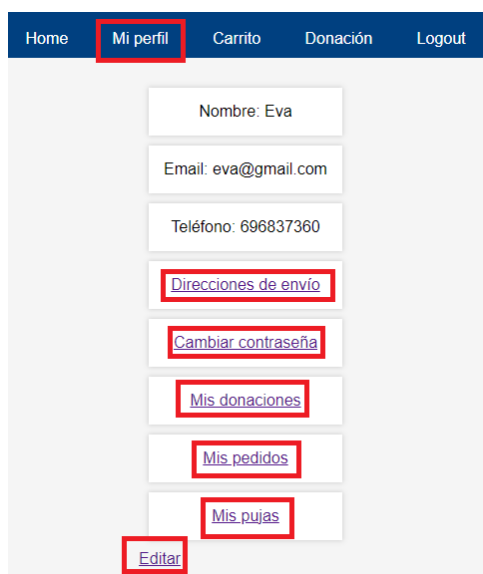 Home Mi perfil Carrito Donación Logout
Nombre: Eva
Email: eva@gmail.com
Teléfono: 696837360
Direcciones de envío
Cambiar contraseña
Mis donaciones
Mis pedidos
Mis pujas
Editar